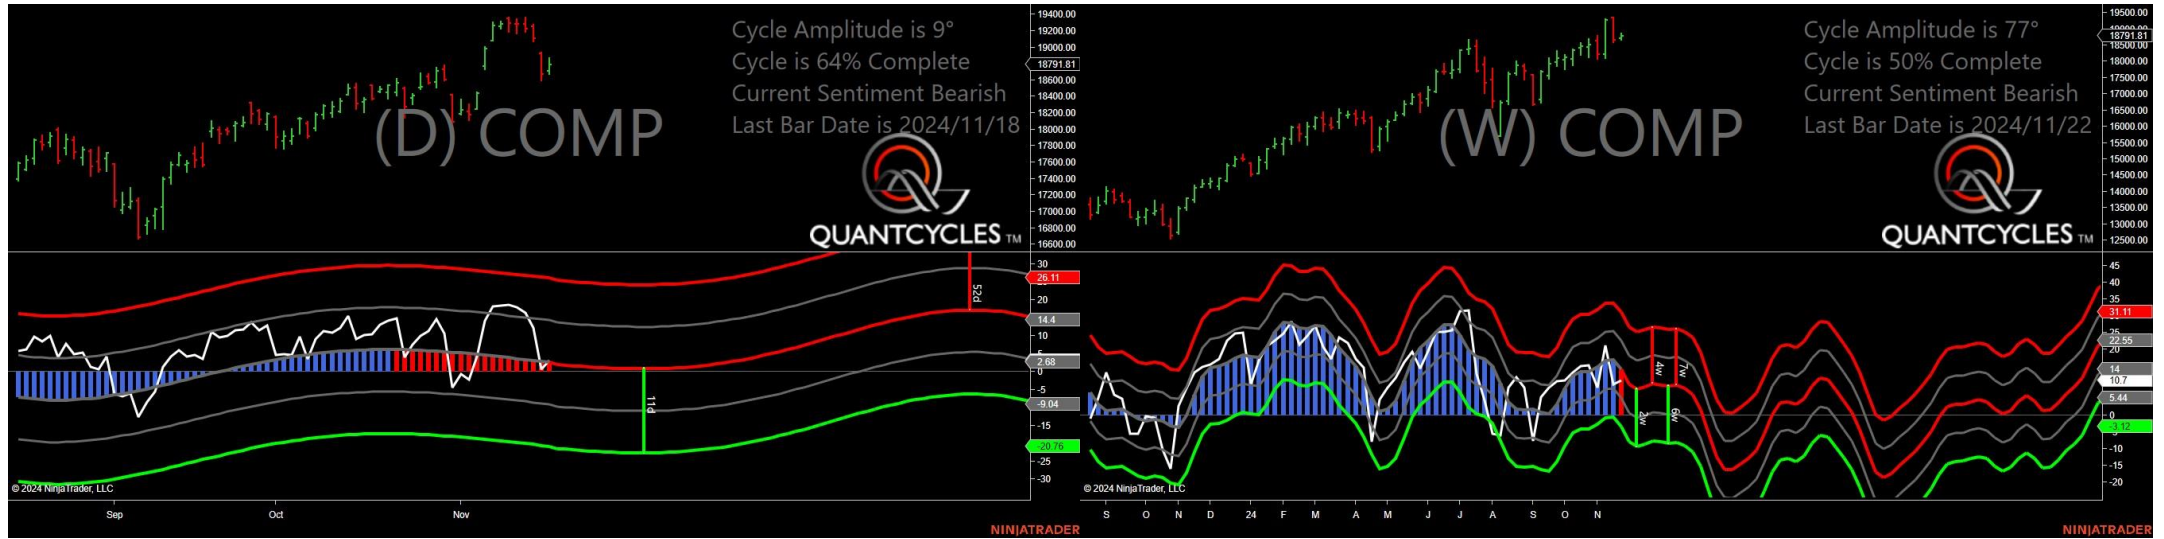 Cycle Amplitude is 9°
Cycle is 64% Complete
Current Sentiment Bearish
Last Bar Date is 2024/11/18
(D) COMP
QUANTCYCLES TM
19400.00
19200.00
19000.00
18791.81
18600.00
18400.00
18200.00
18000.00
17800.00
17600.00
17400.00
17200.00
17000.00
16800.00
16600.00
52d
11d
30
26.11
20
14.4
10
2.68
0
-5
-9.04
-15
-20.76
-25
-30
© 2024 NinjaTrader, LLC
Sep Oct Nov
NINJATRADER
Cycle Amplitude is 77°
Cycle is 50% Complete
Current Sentiment Bearish
Last Bar Date is 2024/11/22
(W) COMP
QUANTCYCLES TM
19500.00
18791.81
18500.00
18000.00
17500.00
17000.00
16500.00
16000.00
15500.00
15000.00
14500.00
14000.00
13500.00
13000.00
12500.00
4w
7w
2w
6w
45
40
35
31.11
25
22.55
20
14
10.7
5.44
0
-3.12
-10
-15
-20
© 2024 NinjaTrader, LLC
S O N D 24 F M A M J J A S O N
NINJATRADER